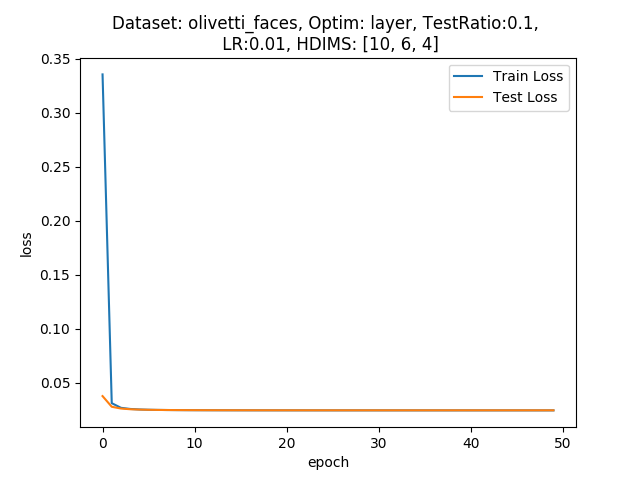 Dataset: olivetti_faces, Optim: layer, TestRatio:0.1,
LR:0.01, HDIMS: [10, 6, 4]
0.35
0.30
0.25
0.20
0.15
0.10
0.05
loss
Train Loss
Test Loss
0 10 20 30 40 50
epoch